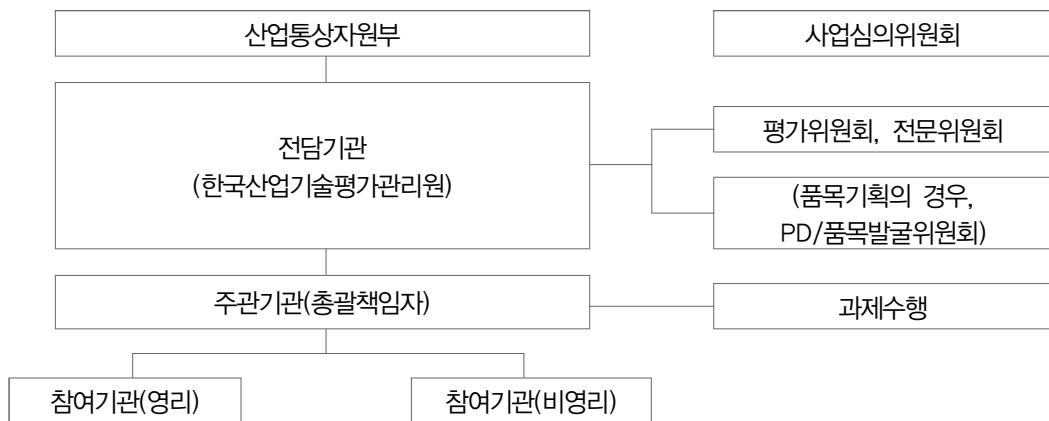 산업통상자원부
사업심의위원회
전담기관
(한국산업기술평가관리원)
평가위원회, 전문위원회
(품목기획의 경우,
PD/품목발굴위원회)
주관기관(총괄책임자)
과제수행
참여기관(영리)
참여기관(비영리)